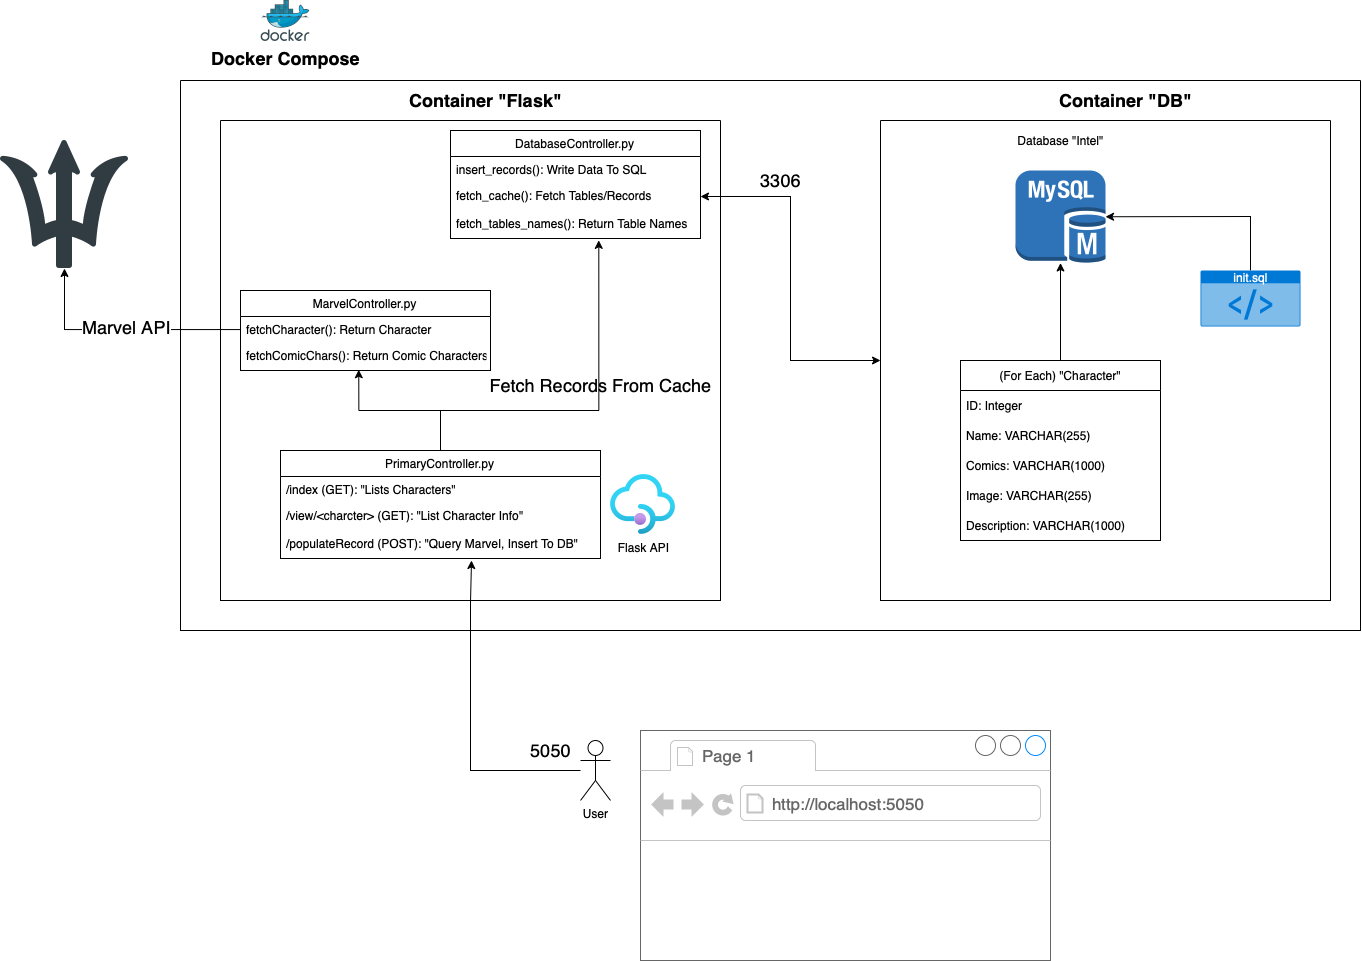 docker
Docker Compose
Container "Flask"
Container "DB"
DatabaseController.py
insert_records(): Write Data To SQL
fetch_cache(): Fetch Tables/Records
fetch_tables_names(): Return Table Names
3306
Database "Intel"
MySQL
M
init.sql
</>
MarvelController.py
fetchCharacter(): Return Character
fetchComicChars(): Return Comic Characters
Marvel API
Fetch Records From Cache
(For Each) "Character"
ID: Integer
Name: VARCHAR(255)
Comics: VARCHAR(1000)
Image: VARCHAR(255)
Description: VARCHAR(1000)
PrimaryController.py
/index (GET): "Lists Characters"
/view/<charcter> (GET): "List Character Info"
/populateRecord (POST): "Query Marvel, Insert To DB"
Flask API
5050
User
Page 1
http://localhost:5050